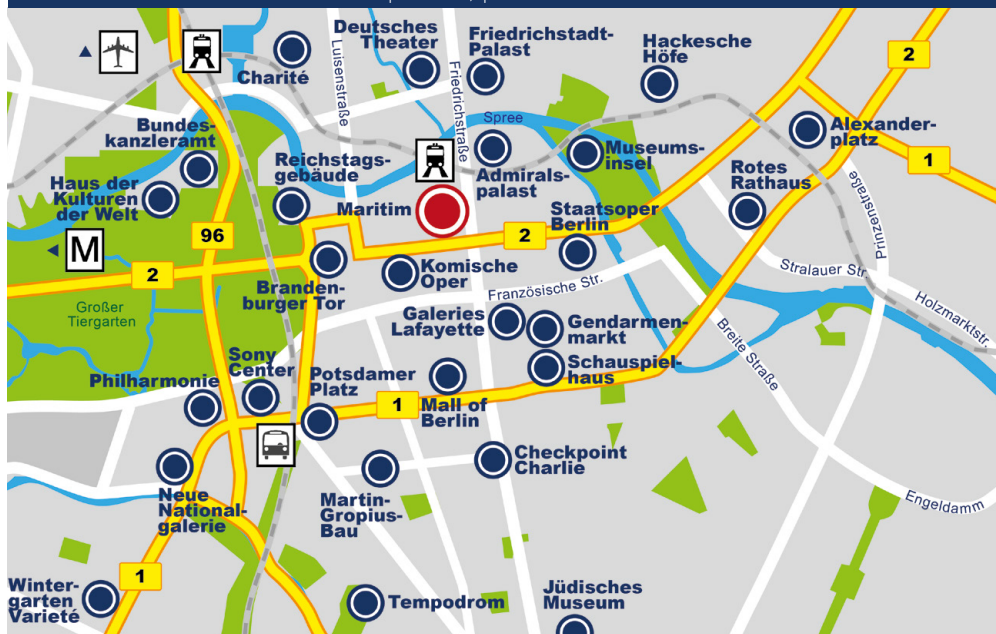 Deutsches
Theater
Friedrichstadt-
Palast
Hackesche
Höfe
2
Charité
Luisenstraße
Friedrichstraße
Bundes-
kanzleramt
Spree
Alexander-
platz
Reichstags-
gebäude
Admirals-
palast
Museums-
insel
1
Haus der
Kulturen
der Welt
Rotes
Rathaus
Prinzenstraße
Maritim
Staatsoper
Berlin
96
2
M
2
Branden-
burger Tor
Komische
Oper
Französische Str.
Stralauer Str.
Holzmarktstr.
Großer
Tiergarten
Galeries
Lafayette
Gendarmen-
markt
Breite Straße
Sony
Center
Schauspiel-
haus
Philharmonie
Potsdamer
Platz
1
Mall of
Berlin
Checkpoint
Charlie
Neue
National-
galerie
Martin-
Gropius-
Bau
Engeldamm
1
Winter-
garten
Varieté
Tempodrom
Jüdisches
Museum